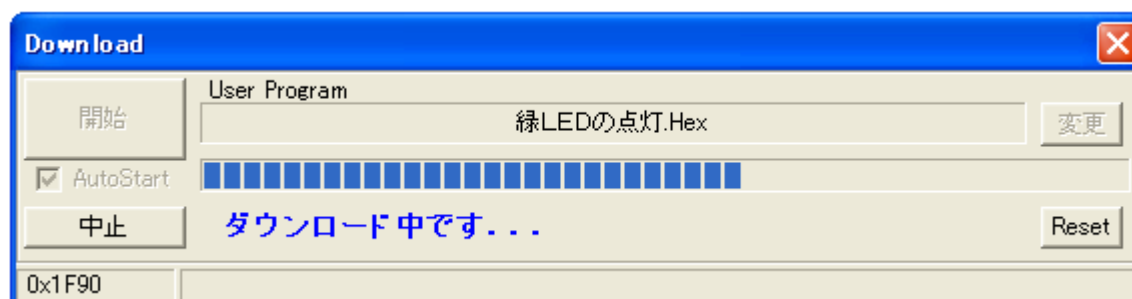 Download
開始
User Program
緑LEDの点灯.Hex
変更
AutoStart
中止
ダウンロード中です...
Reset
0x1F90